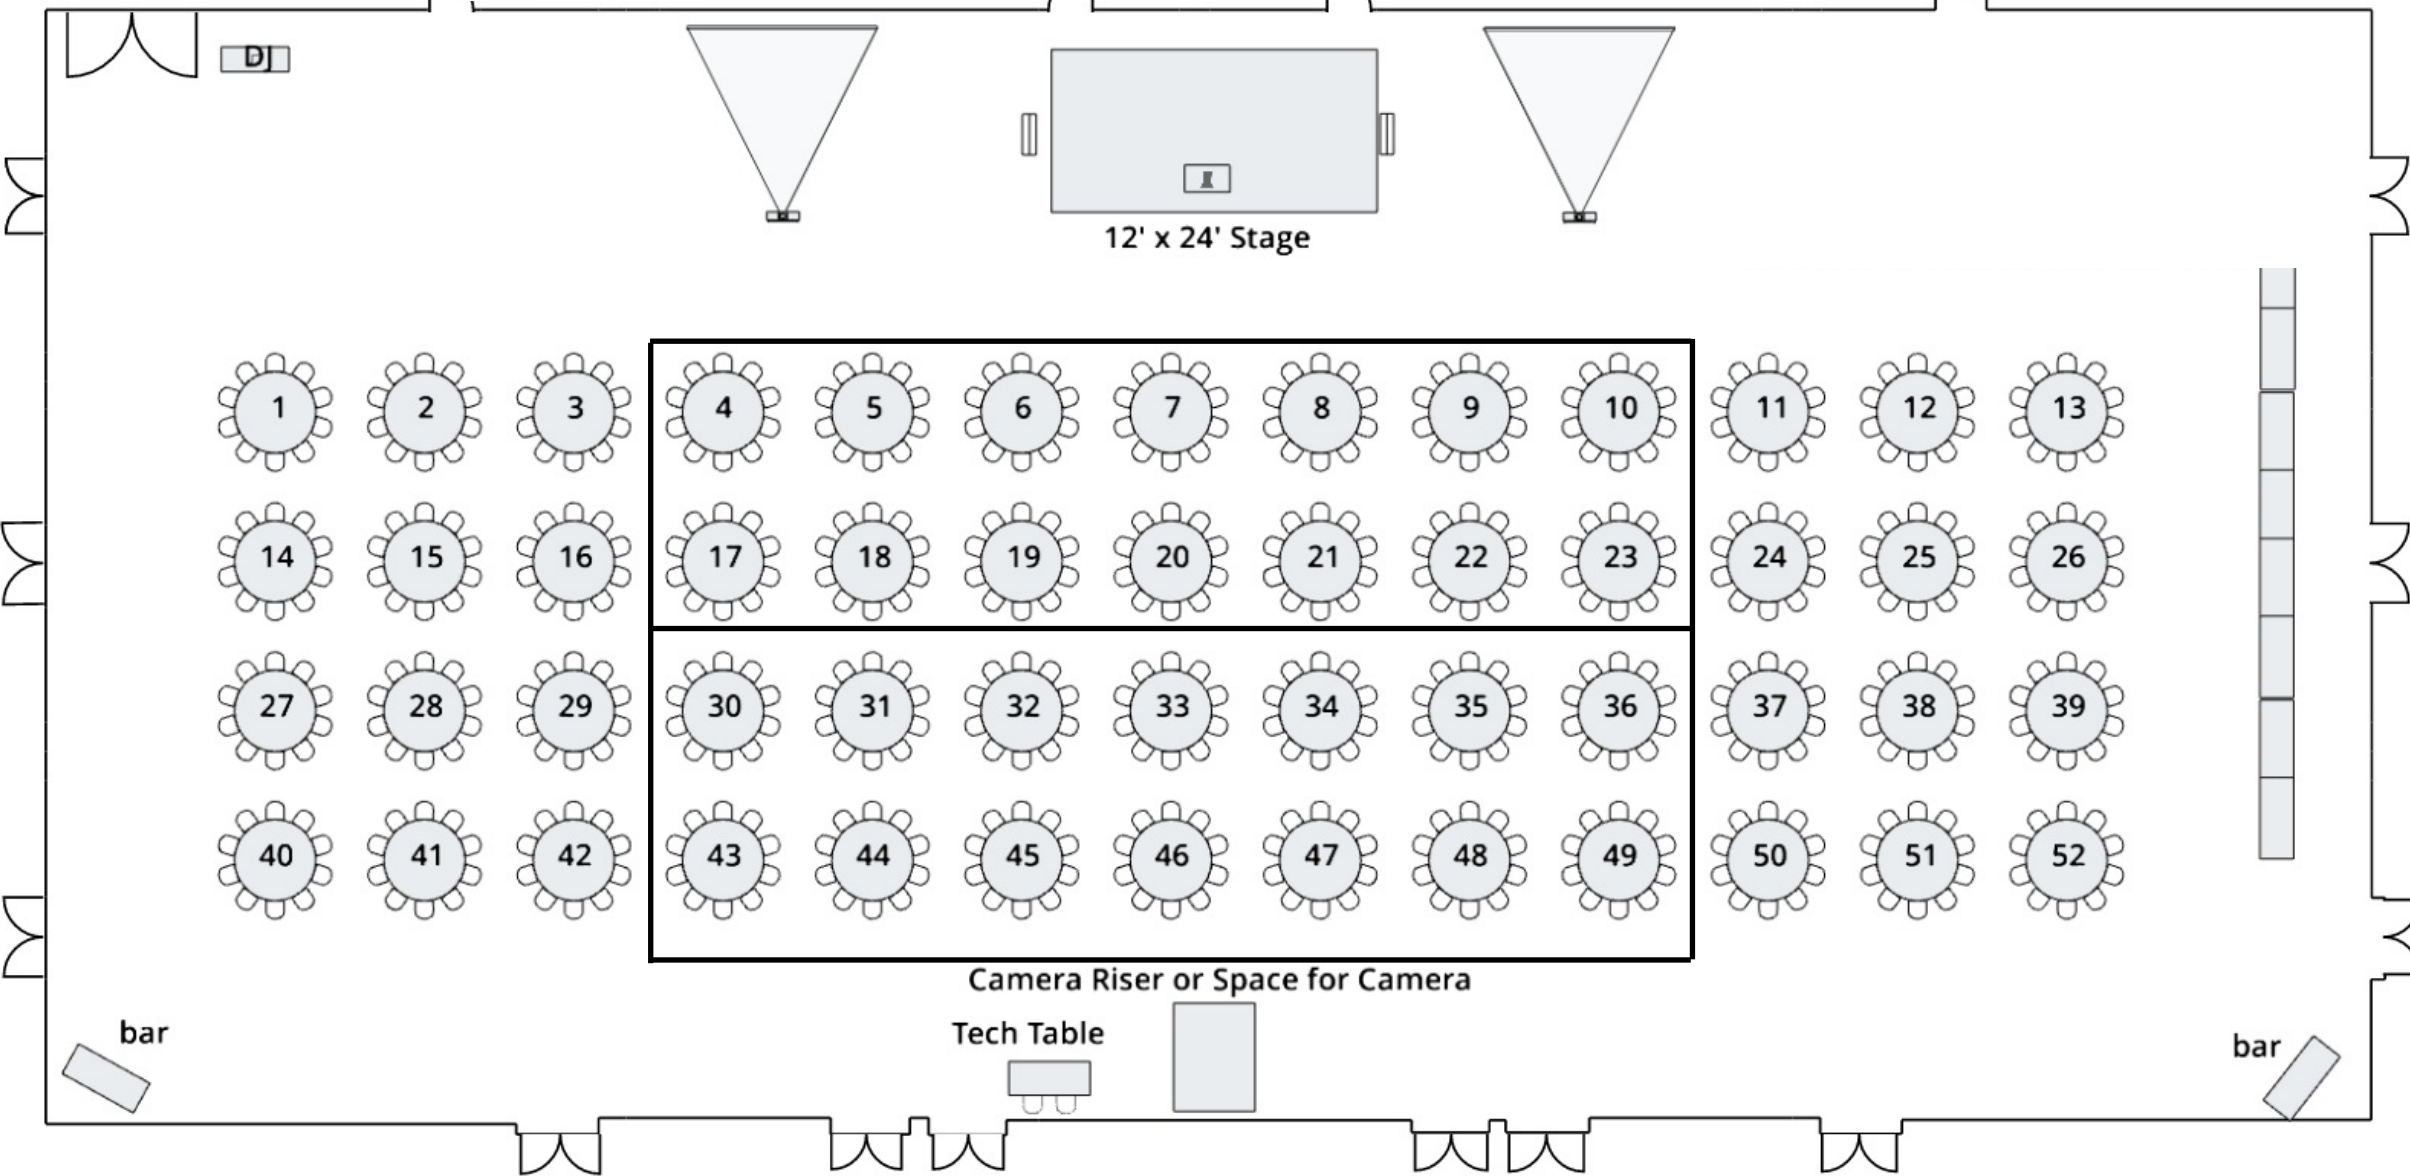 DJ
12' x 24' Stage
1 2 3 4 5 6 7 8 9 10 11 12 13
14 15 16 17 18 19 20 21 22 23 24 25 26
27 28 29 30 31 32 33 34 35 36 37 38 39
40 41 42 43 44 45 46 47 48 49 50 51 52
Camera Riser or Space for Camera
bar
Tech Table
bar